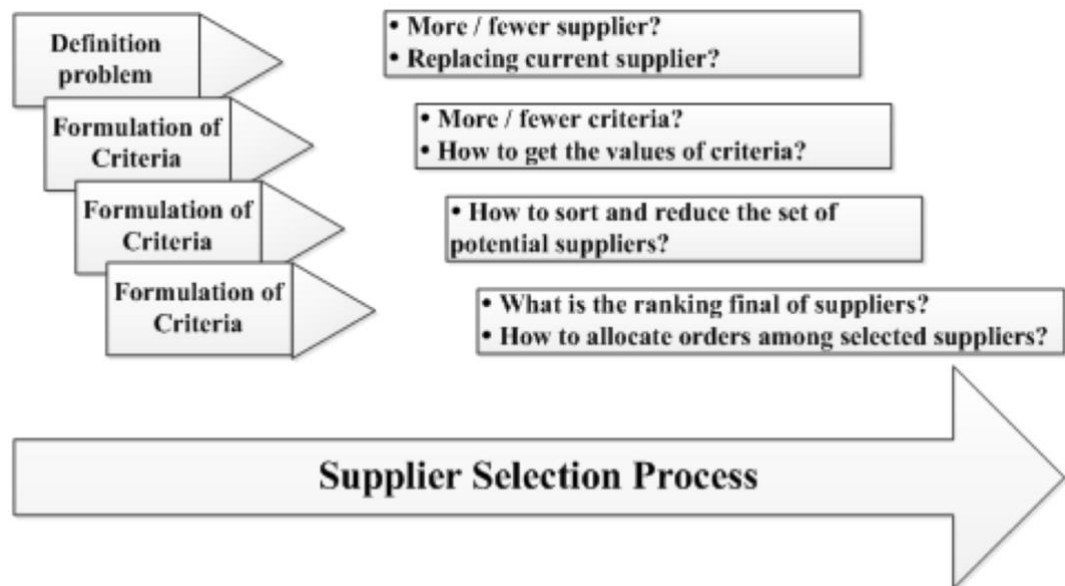 Definition
problem
• More / fewer supplier?
• Replacing current supplier?
Formulation of
Criteria
• More / fewer criteria?
• How to get the values of criteria?
Formulation of
Criteria
• How to sort and reduce the set of
potential suppliers?
Formulation of
Criteria
• What is the ranking final of suppliers?
• How to allocate orders among selected suppliers?
Supplier Selection Process